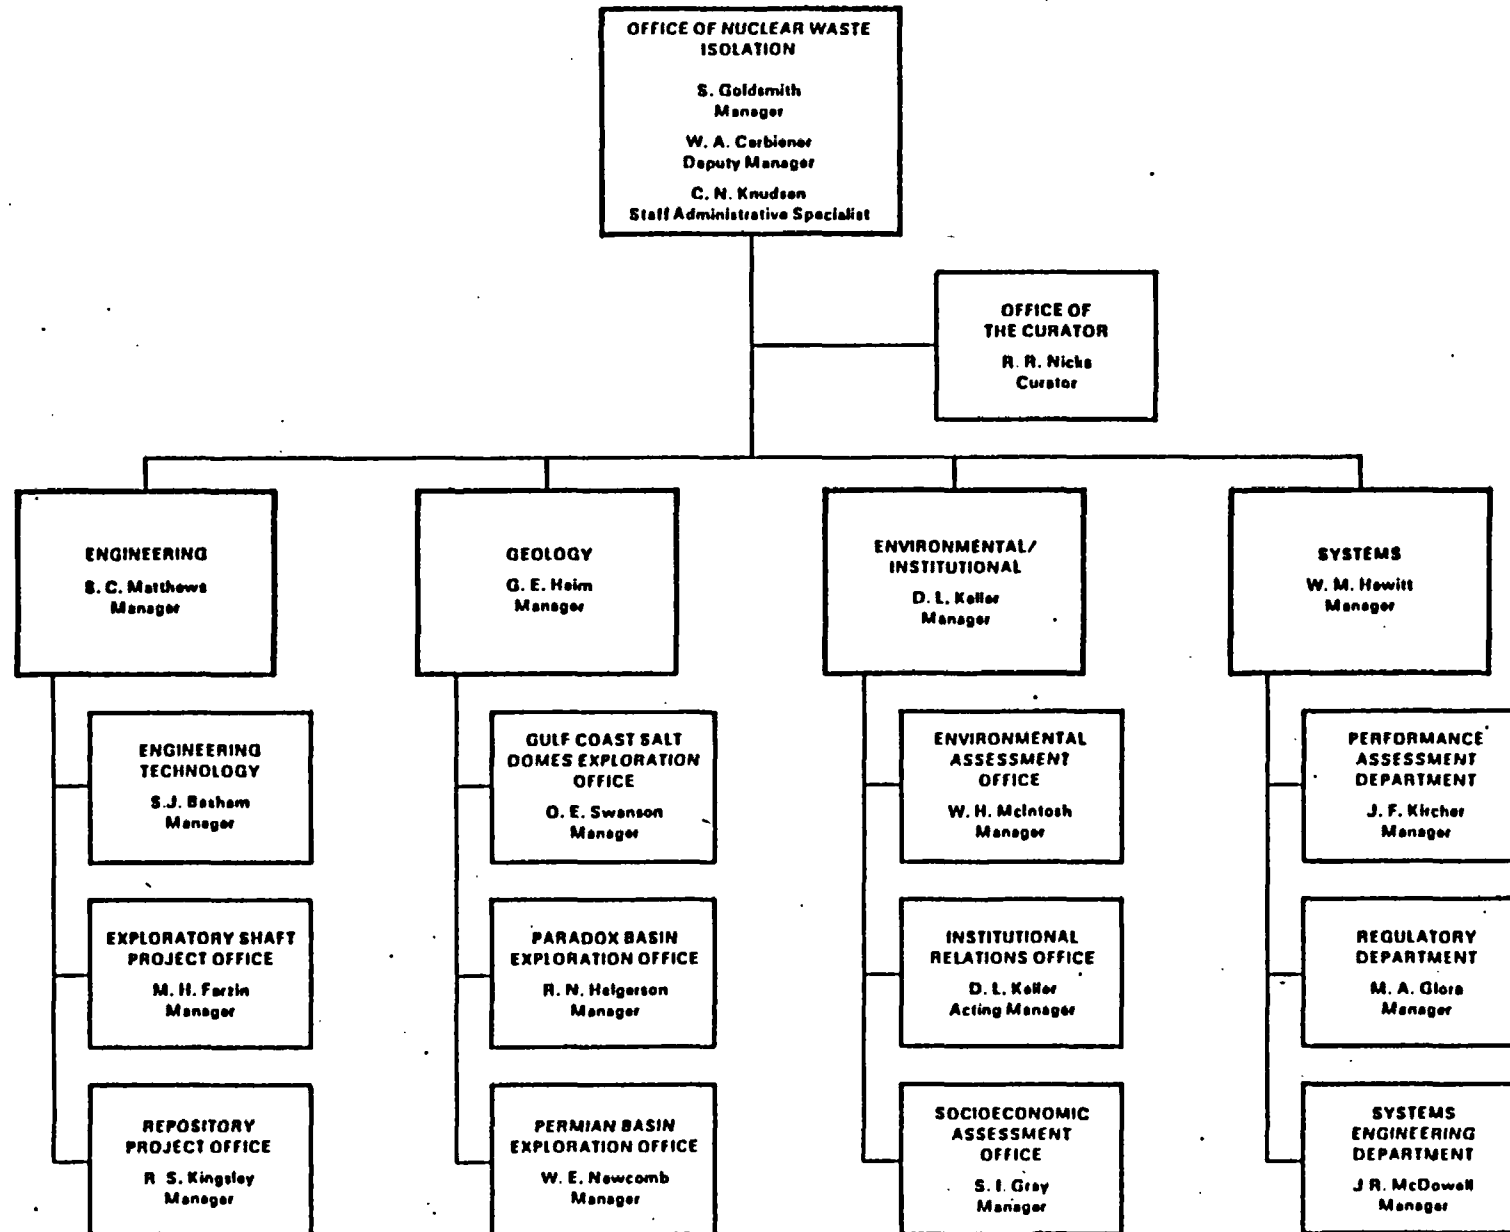 OFFICE OF NUCLEAR WASTE
ISOLATION
S. Goldsmith
Manager
W. A. Carbiener
Deputy Manager
C. N. Knudsen
Staff Administrative Specialist
OFFICE OF
THE CURATOR
R. R. Nicks
Curator
ENGINEERING
S. C. Matthews
Manager
GEOLOGY
G. E. Heim
Manager
ENVIRONMENTAL/
INSTITUTIONAL
D. L. Keller
Manager
SYSTEMS
W. M. Hewitt
Manager
ENGINEERING
TECHNOLOGY
S.J. Basham
Manager
GULF COAST SALT
DOMES EXPLORATION
OFFICE
O. E. Swanson
Manager
ENVIRONMENTAL
ASSESSMENT
OFFICE
W. H. McIntosh
Manager
PERFORMANCE
ASSESSMENT
DEPARTMENT
J. F. Kircher
Manager
EXPLORATORY SHAFT
PROJECT OFFICE
M. H. Farzin
Manager
PARADOX BASIN
EXPLORATION OFFICE
R. N. Helgerson
Manager
INSTITUTIONAL
RELATIONS OFFICE
D. L. Keller
Acting Manager
REGULATORY
DEPARTMENT
M. A. Glora
Manager
REPOSITORY
PROJECT OFFICE
R S. Kingsley
Manager
PERMIAN BASIN
EXPLORATION OFFICE
W. E. Newcomb
Manager
SOCIOECONOMIC
ASSESSMENT
OFFICE
S. I. Gray
Manager
SYSTEMS
ENGINEERING
DEPARTMENT
J R. McDowell
Manager